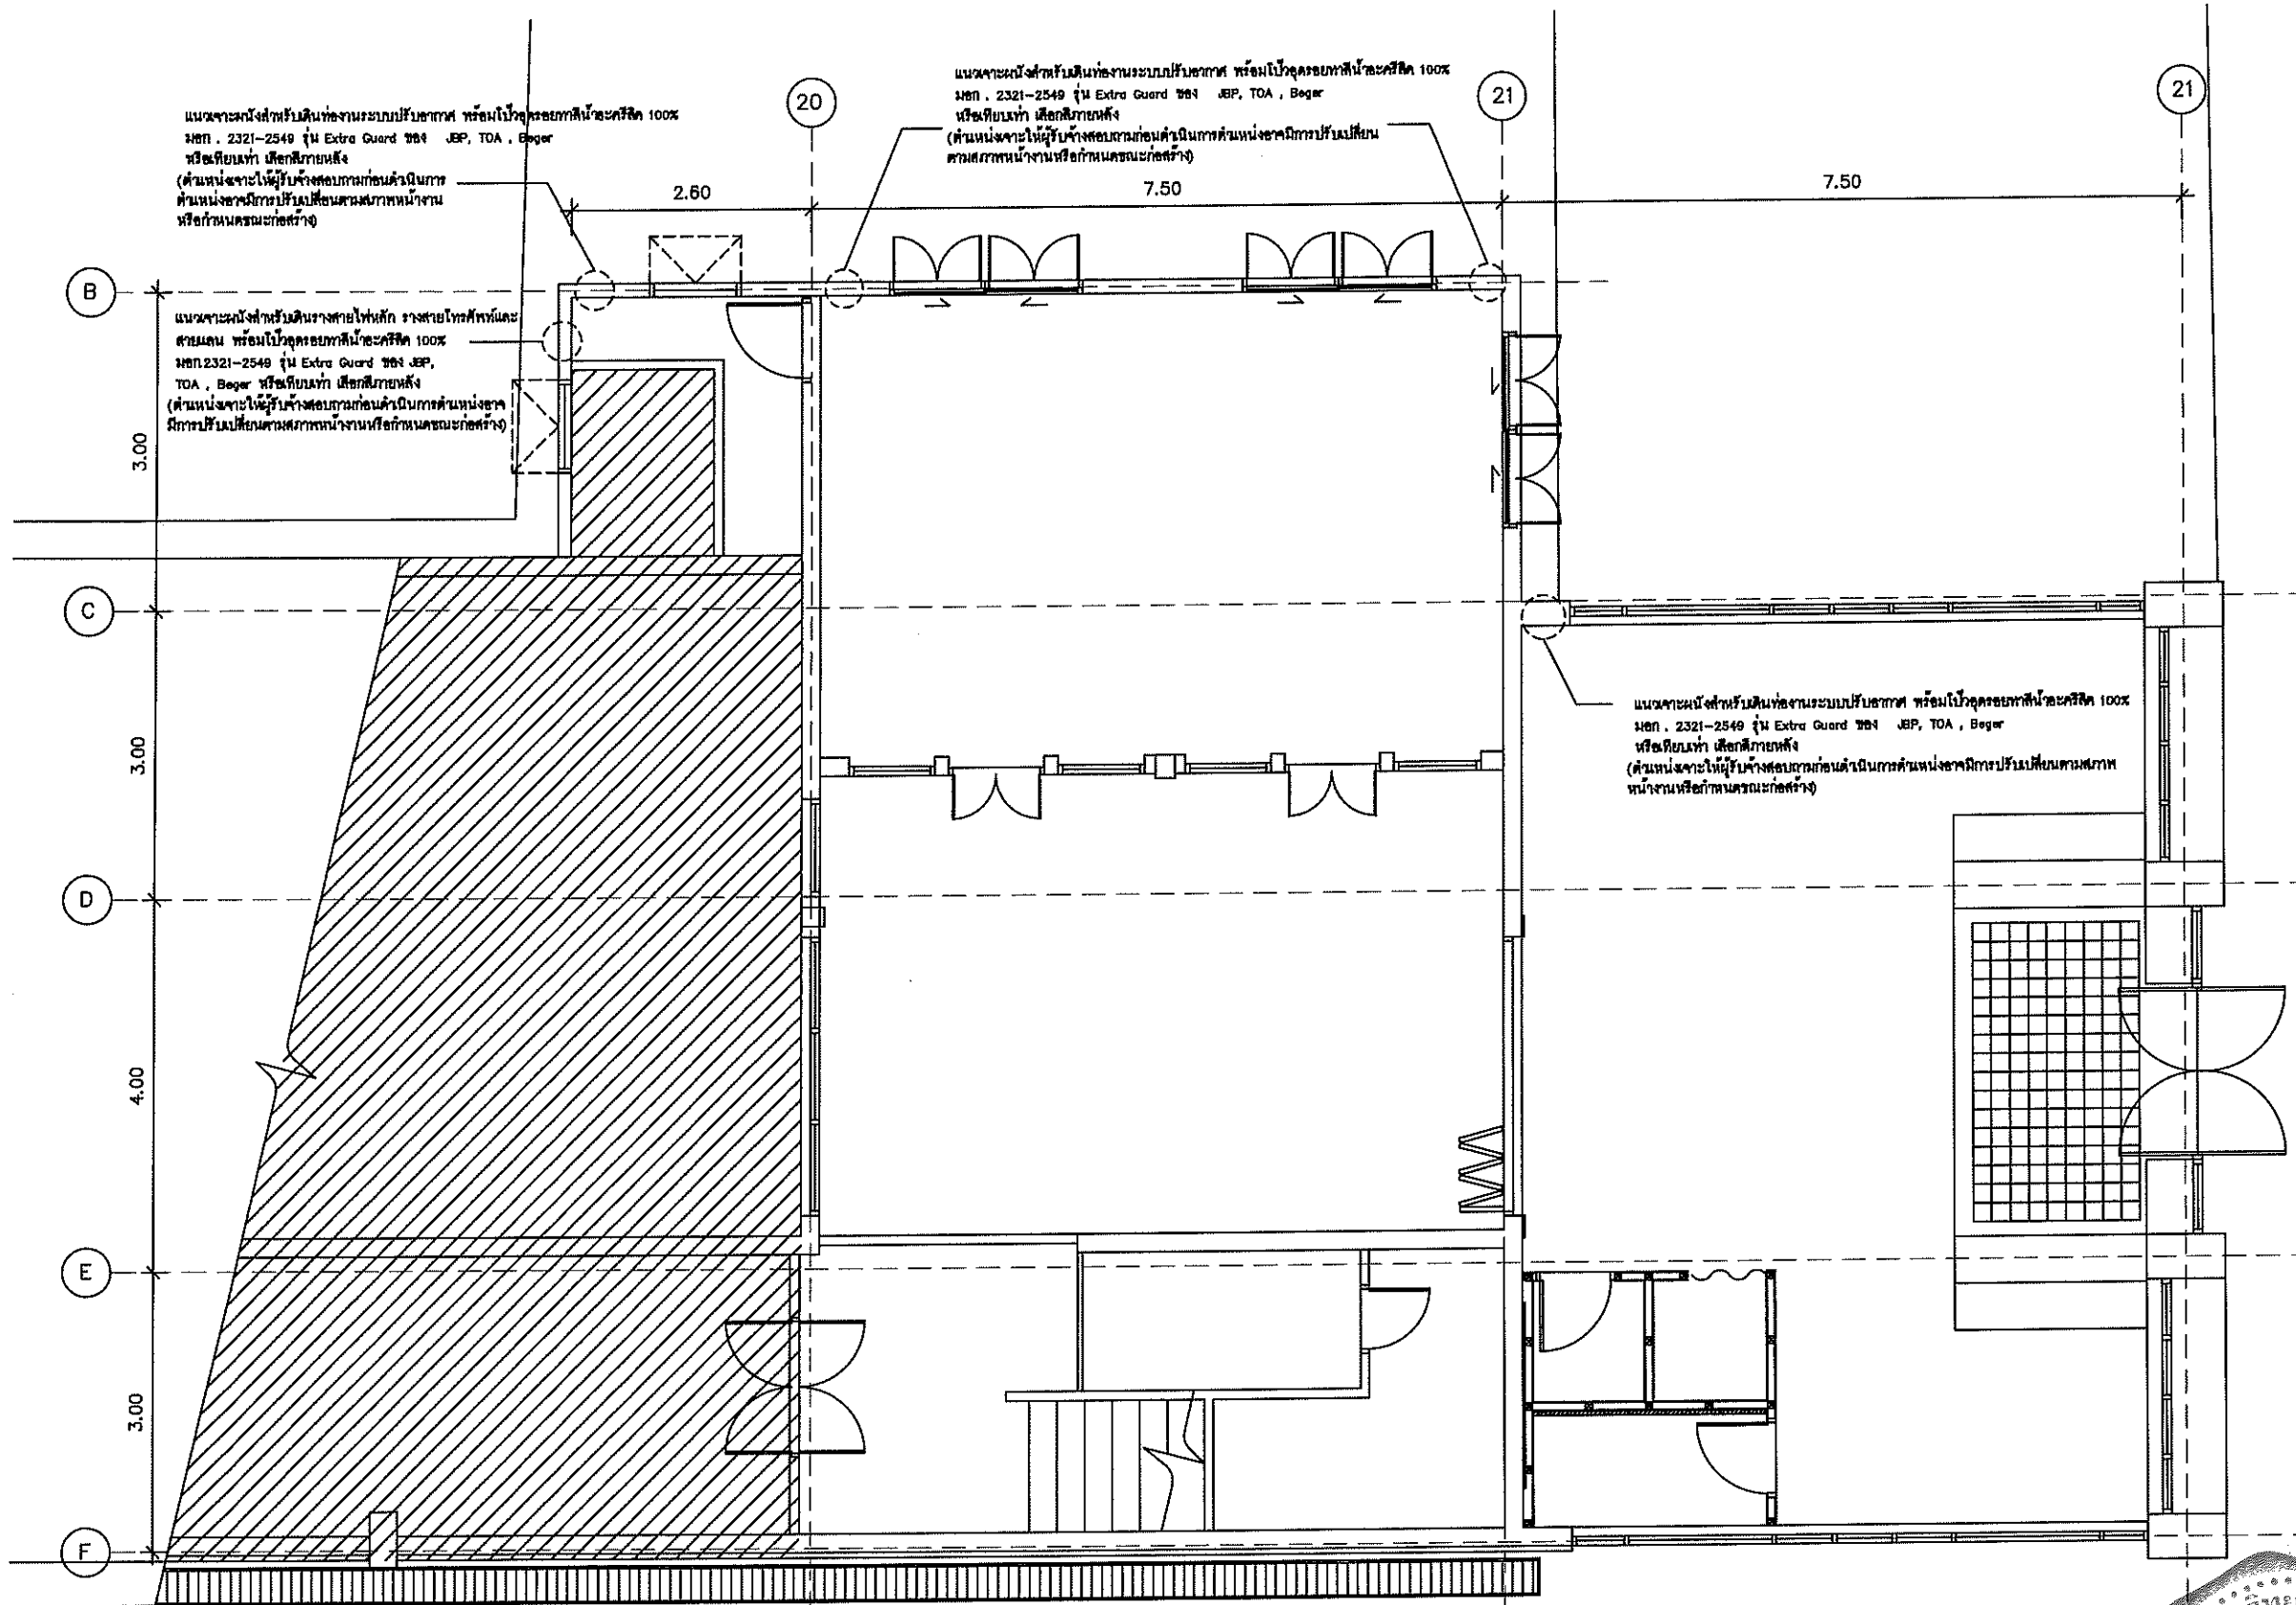 แนวเจาะผนังสำหรับเดินท่องานระบบปรับอากาศ พร้อมโป๊วอุดรอยทาสีน้ำอะครีลิค 100%
มอก . 2321-2549 รุ่น Extra Guard ของ JBP, TOA , Beger
หรือเทียบเท่า เลือกสีภายหลัง
(ตำแหน่งเจาะให้ผู้รับจ้างสอบถามก่อนดำเนินการ
ตำแหน่งอาจมีการปรับเปลี่ยนตามสภาพหน้างาน
หรือกำหนดขณะก่อสร้าง)
20
แนวเจาะผนังสำหรับเดินท่องานระบบปรับอากาศ พร้อมโป๊วอุดรอยทาสีน้ำอะครีลิค 100%
มอก . 2321-2549 รุ่น Extra Guard ของ JBP, TOA , Beger
หรือเทียบเท่า เลือกสีภายหลัง
(ตำแหน่งเจาะให้ผู้รับจ้างสอบถามก่อนดำเนินการตำแหน่งอาจมีการปรับเปลี่ยน
ตามสภาพหน้างานหรือกำหนดขณะก่อสร้าง)
21
21
2.60
7.50
7.50
B
แนวเจาะผนังสำหรับเดินรางสายไฟหลัก รางสายโทรศัพท์และ
สายแลน พร้อมโป๊วอุดรอยทาสีน้ำอะครีลิค 100%
มอก.2321-2549 รุ่น Extra Guard ของ JBP,
TOA , Beger หรือเทียบเท่า เลือกสีภายหลัง
(ตำแหน่งเจาะให้ผู้รับจ้างสอบถามก่อนดำเนินการตำแหน่งอาจ
มีการปรับเปลี่ยนตามสภาพหน้างานหรือกำหนดขณะก่อสร้าง)
3.00
C
แนวเจาะผนังสำหรับเดินท่องานระบบปรับอากาศ พร้อมโป๊วอุดรอยทาสีน้ำอะครีลิค 100%
มอก . 2321-2549 รุ่น Extra Guard ของ JBP, TOA , Beger
หรือเทียบเท่า เลือกสีภายหลัง
(ตำแหน่งเจาะให้ผู้รับจ้างสอบถามก่อนดำเนินการตำแหน่งอาจมีการปรับเปลี่ยนตามสภาพ
หน้างานหรือกำหนดขณะก่อสร้าง)
3.00
D
4.00
E
3.00
F